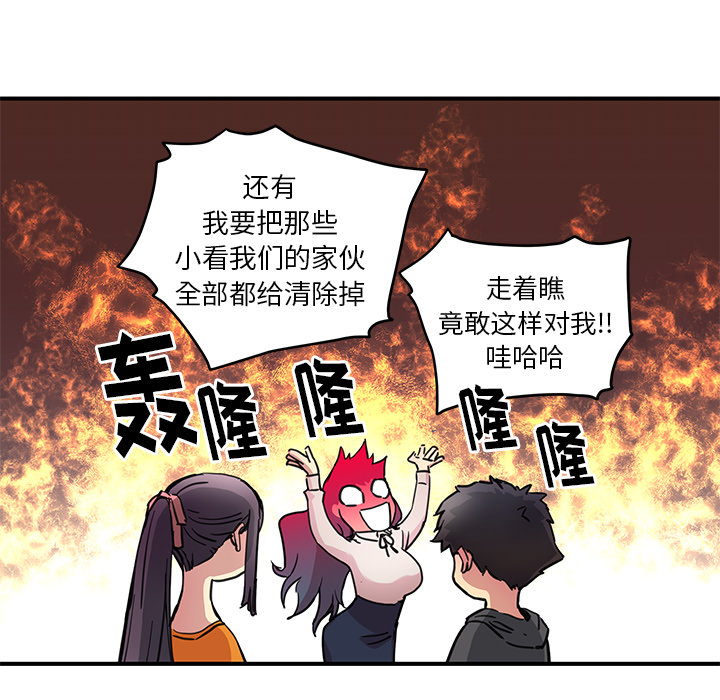 还有
我要把那些
小看我们的家伙
全部都给清除掉
走着瞧
竟敢这样对我!!
哇哈哈
轰隆隆隆隆